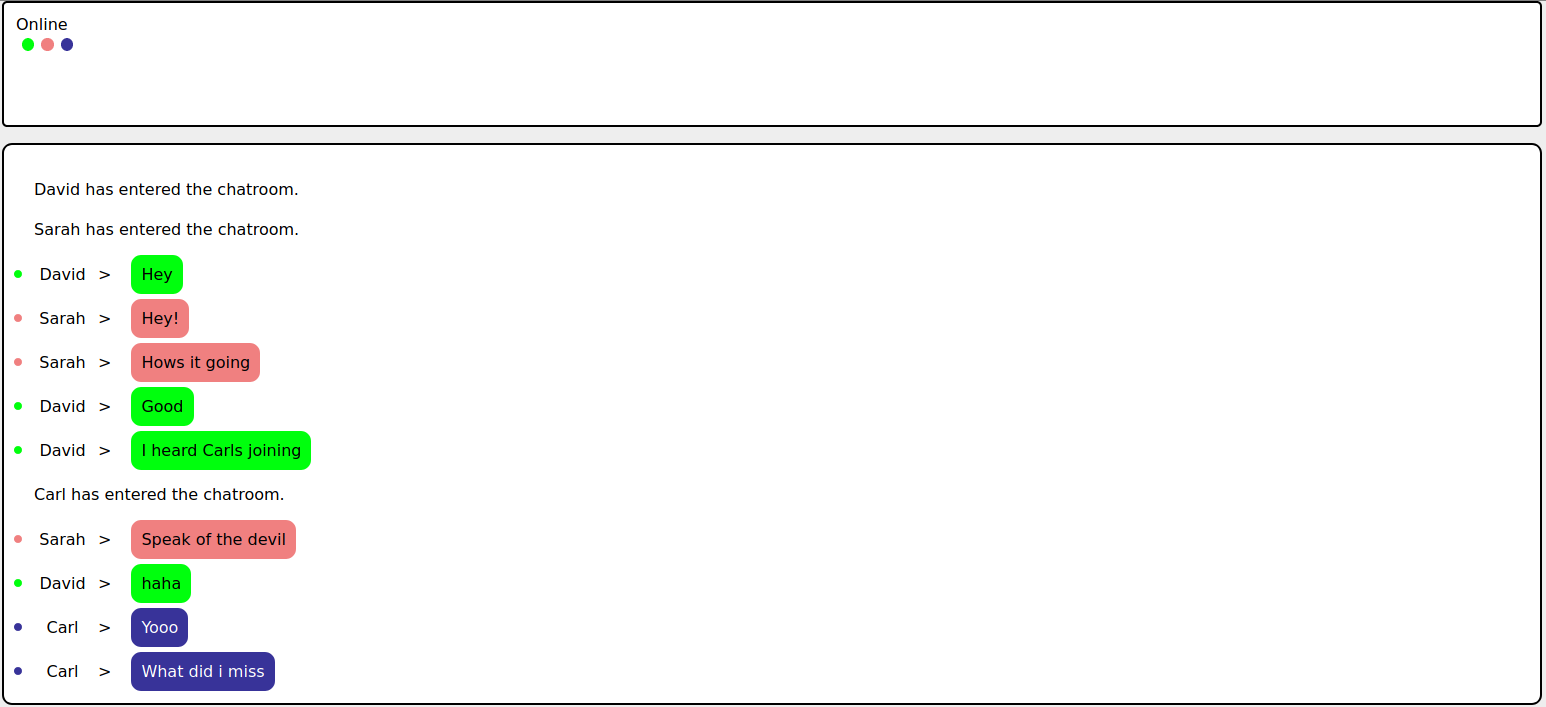 Online
David has entered the chatroom.
Sarah has entered the chatroom.
David > Hey
Sarah > Hey!
Sarah > Hows it going
David > Good
David > I heard Carls joining
Carl has entered the chatroom.
Sarah > Speak of the devil
David > haha
Carl > Yooo
Carl > What did i miss